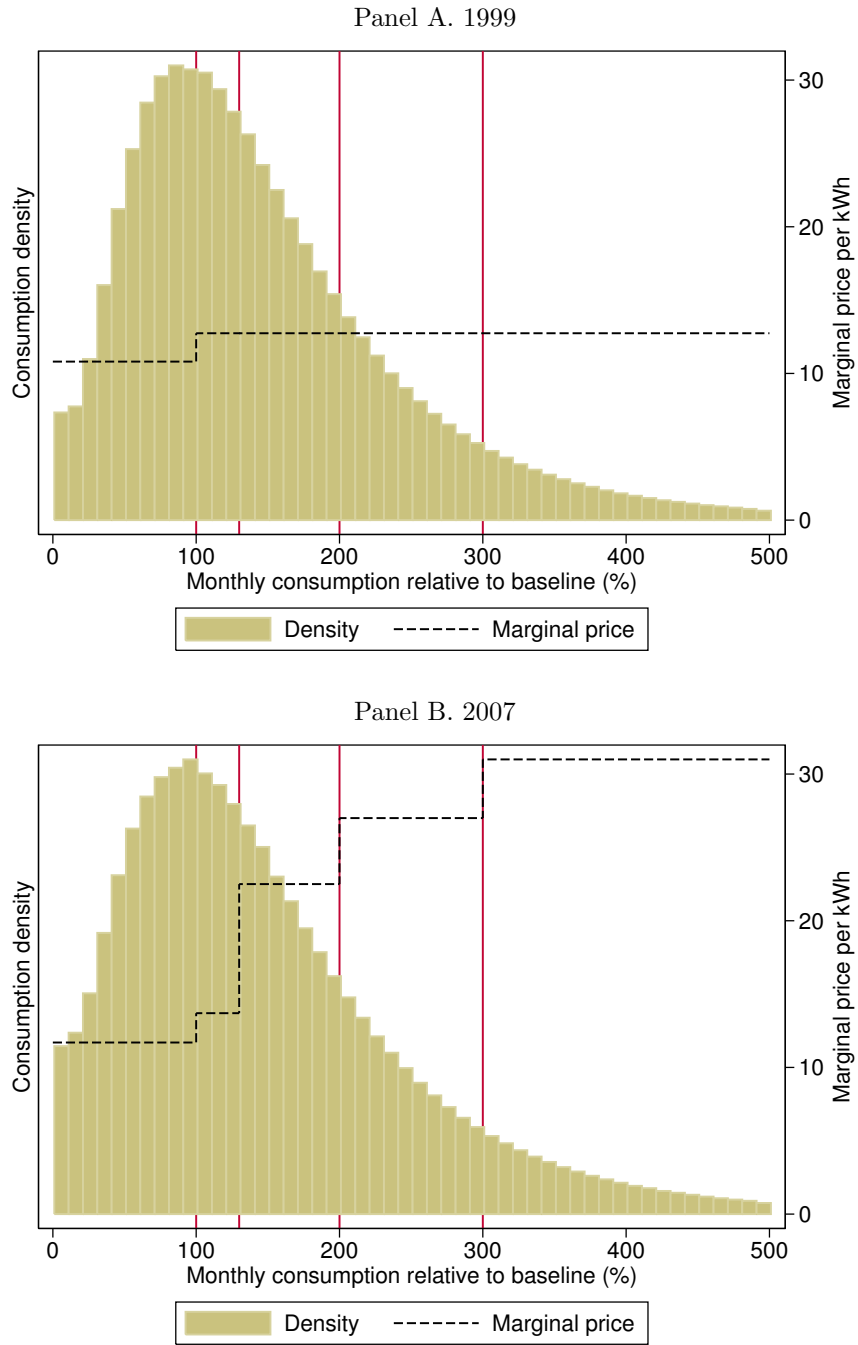 Panel A. 1999
Consumption density
Marginal price per kWh
30
20
10
0
0 100 200 300 400 500
Monthly consumption relative to baseline (%)
Density Marginal price
Panel B. 2007
Consumption density
Marginal price per kWh
30
20
10
0
0 100 200 300 400 500
Monthly consumption relative to baseline (%)
Density Marginal price